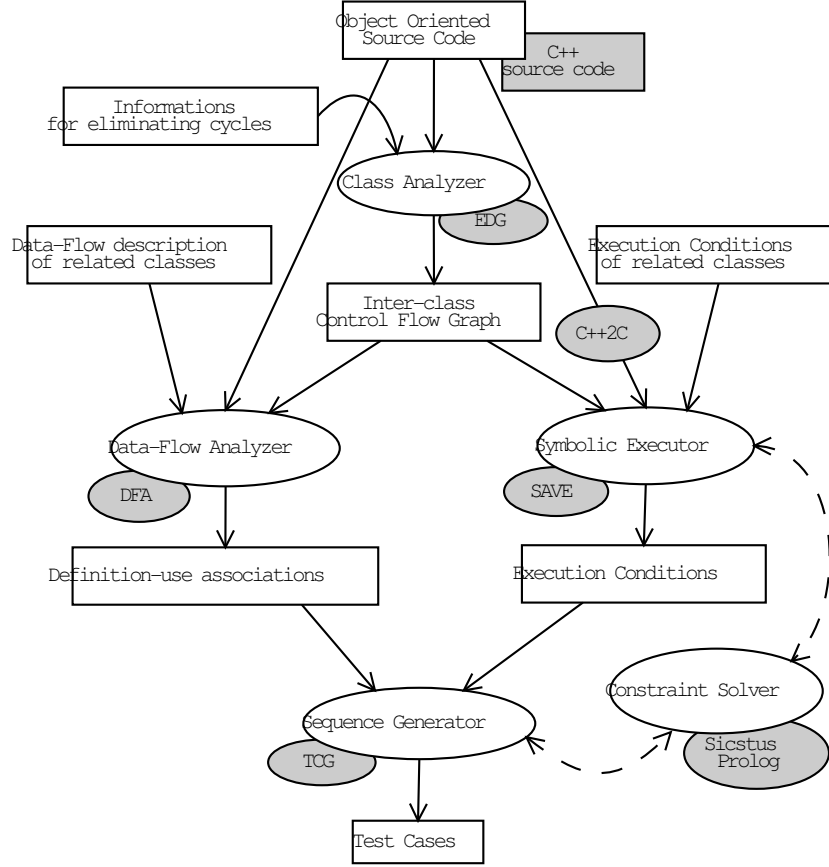 Object Oriented
Source Code
C++
source code
Informations
for eliminating cycles
Class Analyzer
EDG
Data-Flow description
of related classes
Execution Conditions
of related classes
Inter-class
Control Flow Graph
C++2C
Data-Flow Analyzer
Symbolic Executor
DFA
SAVE
Definition-use associations
Execution Conditions
Constraint Solver
Sequence Generator
Sicstus
Prolog
TCG
Test Cases